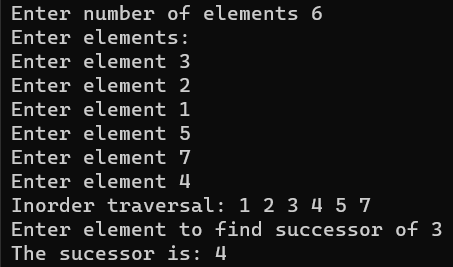 Enter number of elements 6
Enter elements:
Enter element 3
Enter element 2
Enter element 1
Enter element 5
Enter element 7
Enter element 4
Inorder traversal: 1 2 3 4 5 7
Enter element to find successor of 3
The sucessor is: 4